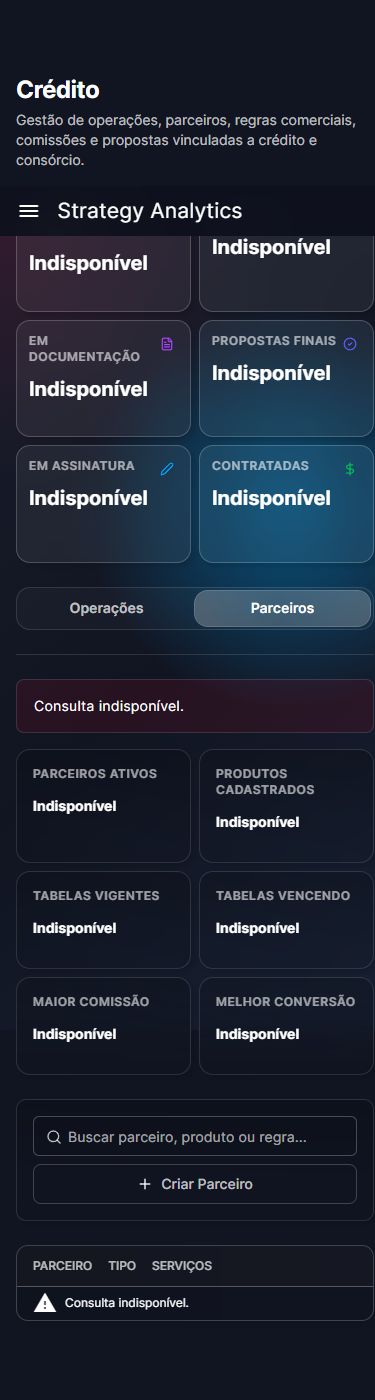 Crédito
Gestão de operações, parceiros, regras comerciais,
comissões e propostas vinculadas a crédito e
consórcio.
Strategy Analytics
Indisponível
Indisponível
EM
DOCUMENTAÇÃO
Indisponível
PROPOSTAS FINAIS
Indisponível
EM ASSINATURA
Indisponível
CONTRATADAS
Indisponível
Operações
Parceiros
Consulta indisponível.
PARCEIROS ATIVOS
Indisponível
PRODUTOS
CADASTRADOS
Indisponível
TABELAS VIGENTES
Indisponível
TABELAS VENCENDO
Indisponível
MAIOR COMISSÃO
Indisponível
MELHOR CONVERSÃO
Indisponível
Buscar parceiro, produto ou regra...
Criar Parceiro
PARCEIRO TIPO SERVIÇOS
Consulta indisponível.